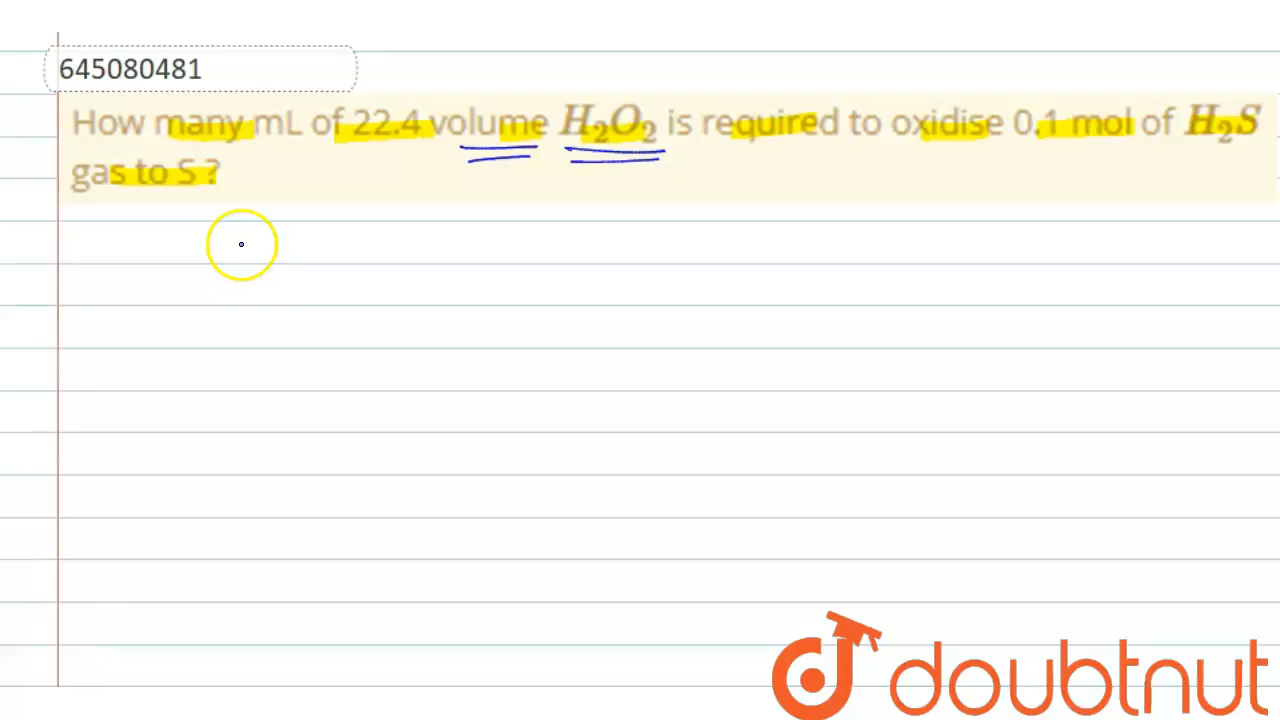 645080481
How many mL of 22.4 volume H₂O₂ is required to oxidise 0.1 mol of H₂S
gas to S ?
doubtnut